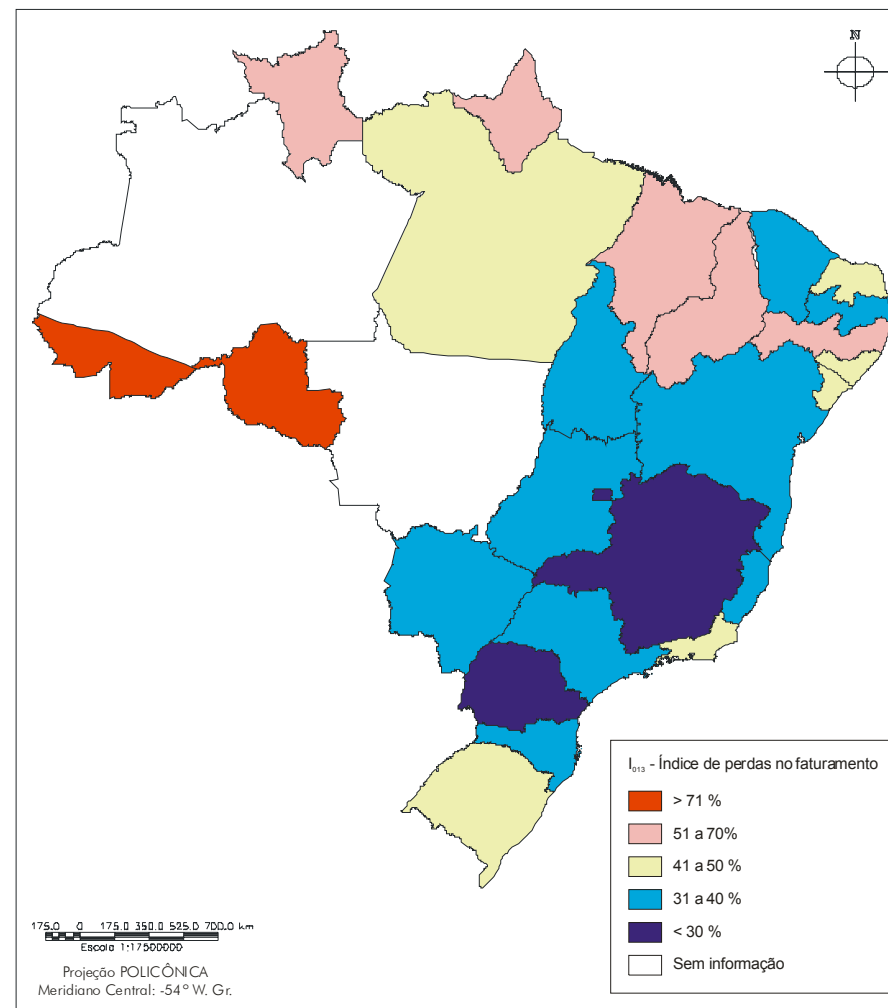 N
I₀₁₃ - Índice de perdas no faturamento
> 71 %
51 a 70%
41 a 50 %
31 a 40 %
< 30 %
Sem informação
175.0 0 175.0 350.0 525.0 700.0 km
Escala 1:17500000
Projeção POLICÔNICA
Meridiano Central: -54º W. Gr.